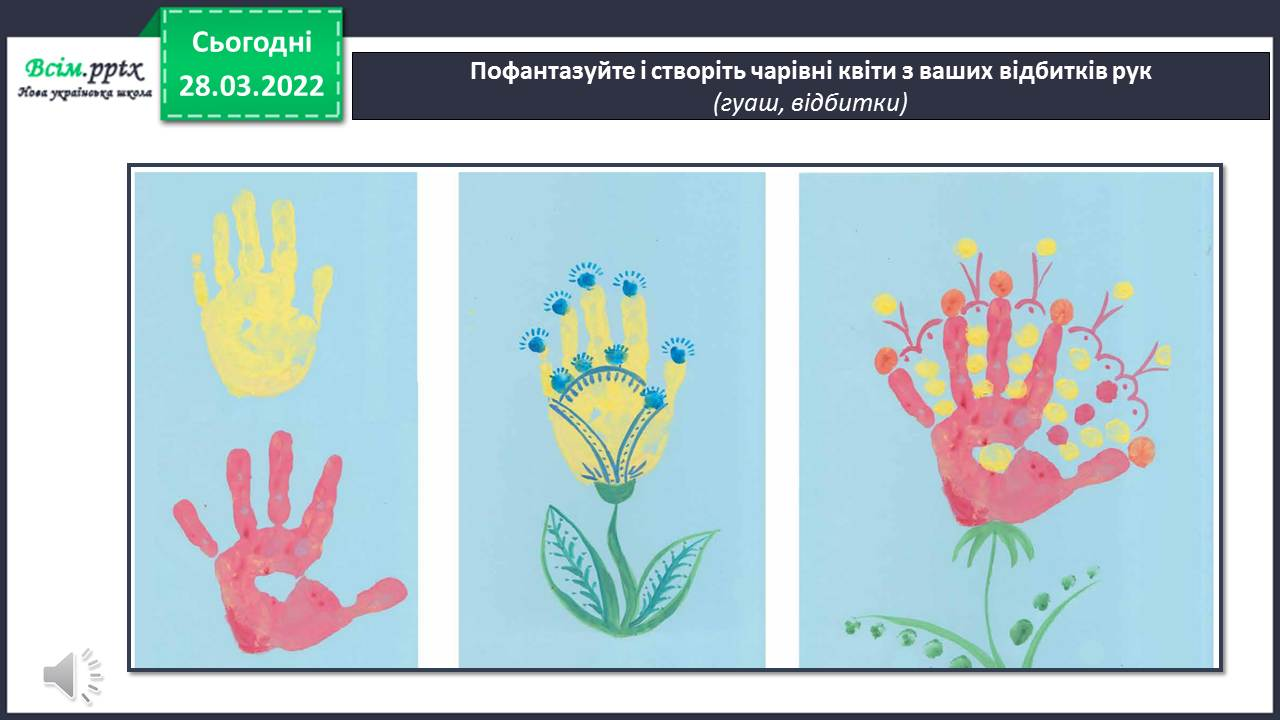 Сьогодні
28.03.2022
Всім.pptx
Нова українська школа
Пофантазуйте і створіть чарівні квіти з ваших відбитків рук
(гуаш, відбитки)